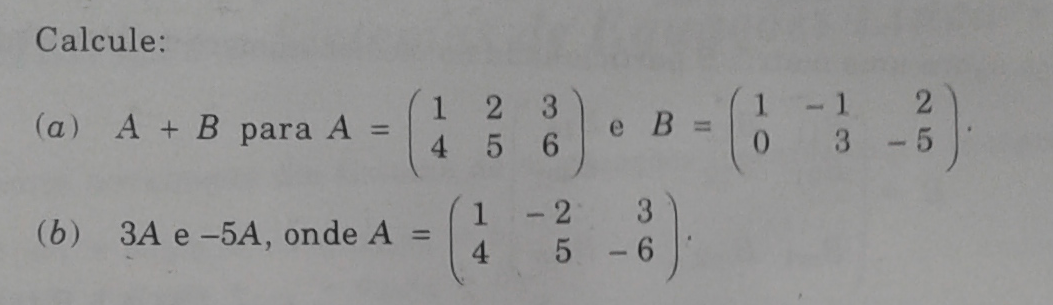 Calcule:
(a) A + B para A = ( 1 2 3 ; 4 5 6 ) e B = ( 1 – 1 2 ; 0 3 – 5 ).
(b) 3A e –5A, onde A = ( 1 – 2 3 ; 4 5 – 6 ).